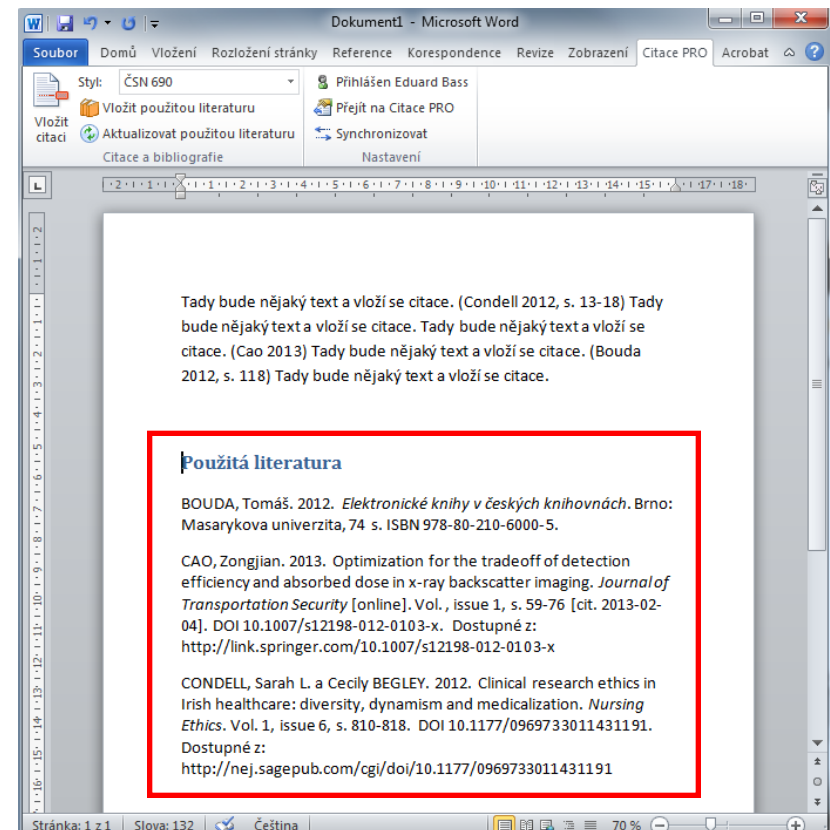 Dokument1 - Microsoft Word
Soubor Domů Vložení Rozložení stránky Reference Korespondence Revize Zobrazení Citace PRO Acrobat
Styl: ČSN 690
Vložit použitou literaturu
Aktualizovat použitou literaturu
Vložit
citaci
Citace a bibliografie
Přihlášen Eduard Bass
Přejít na Citace PRO
Synchronizovat
Nastavení
Tady bude nějaký text a vloží se citace. (Condell 2012, s. 13-18) Tady
bude nějaký text a vloží se citace. Tady bude nějaký text a vloží se
citace. (Cao 2013) Tady bude nějaký text a vloží se citace. (Bouda
2012, s. 118) Tady bude nějaký text a vloží se citace.
Použitá literatura
BOUDA, Tomáš. 2012. Elektronické knihy v českých knihovnách. Brno:
Masarykova univerzita, 74 s. ISBN 978-80-210-6000-5.
CAO, Zongjian. 2013. Optimization for the tradeoff of detection
efficiency and absorbed dose in x-ray backscatter imaging. Journal of
Transportation Security [online]. Vol. , issue 1, s. 59-76 [cit. 2013-02-
04]. DOI 10.1007/s12198-012-0103-x. Dostupné z:
http://link.springer.com/10.1007/s12198-012-0103-x
CONDELL, Sarah L. a Cecily BEGLEY. 2012. Clinical research ethics in
Irish healthcare: diversity, dynamism and medicalization. Nursing
Ethics. Vol. 1, issue 6, s. 810-818. DOI 10.1177/0969733011431191.
Dostupné z:
http://nej.sagepub.com/cgi/doi/10.1177/0969733011431191
Stránka: 1 z 1 Slova: 132 Čeština 70 %